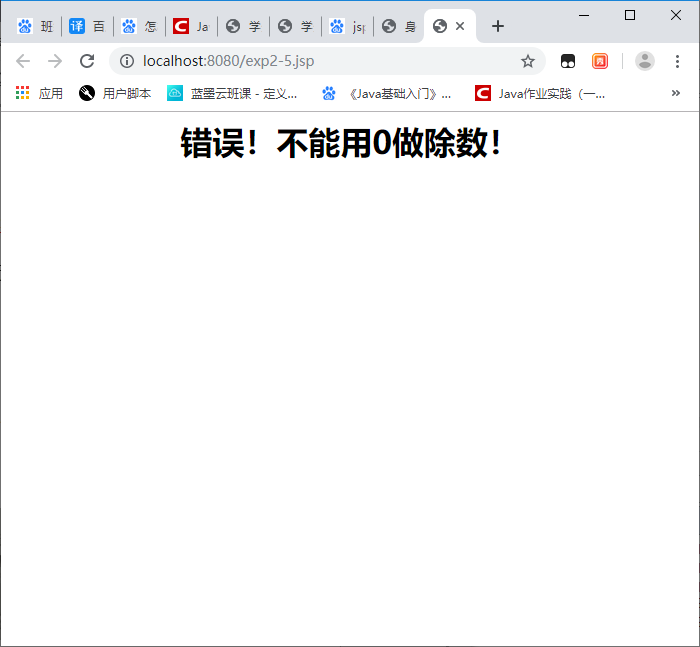 班 译 百 怎 C Ja 学 学 jsp 身
localhost:8080/exp2-5.jsp
应用 用户脚本 蓝墨云班课 - 定义... 《Java基础入门》... C Java作业实践（一... »
错误！不能用0做除数！